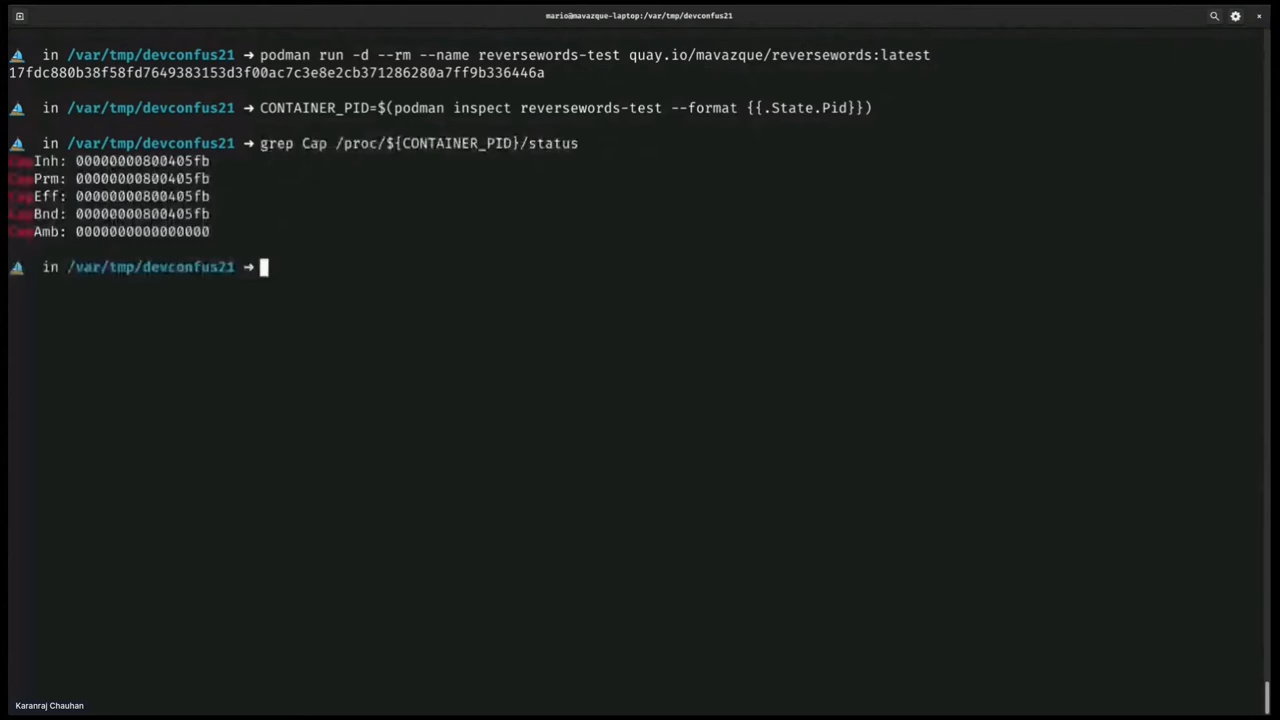 mario@mavazque-laptop:/var/tmp/devconfus21
in /var/tmp/devconfus21 → podman run -d --rm --name reversewords-test quay.io/mavazque/reversewords:latest
17fdc880b38f58fd7649383153d3f00ac7c3e8e2cb371286280a7ff9b336446a
in /var/tmp/devconfus21 → CONTAINER_PID=$(podman inspect reversewords-test --format {{.State.Pid}})
in /var/tmp/devconfus21 → grep Cap /proc/${CONTAINER_PID}/status
CapInh: 00000000800405fb
CapPrm: 00000000800405fb
CapEff: 00000000800405fb
CapBnd: 00000000800405fb
CapAmb: 0000000000000000
in /var/tmp/devconfus21 →
Karanraj Chauhan